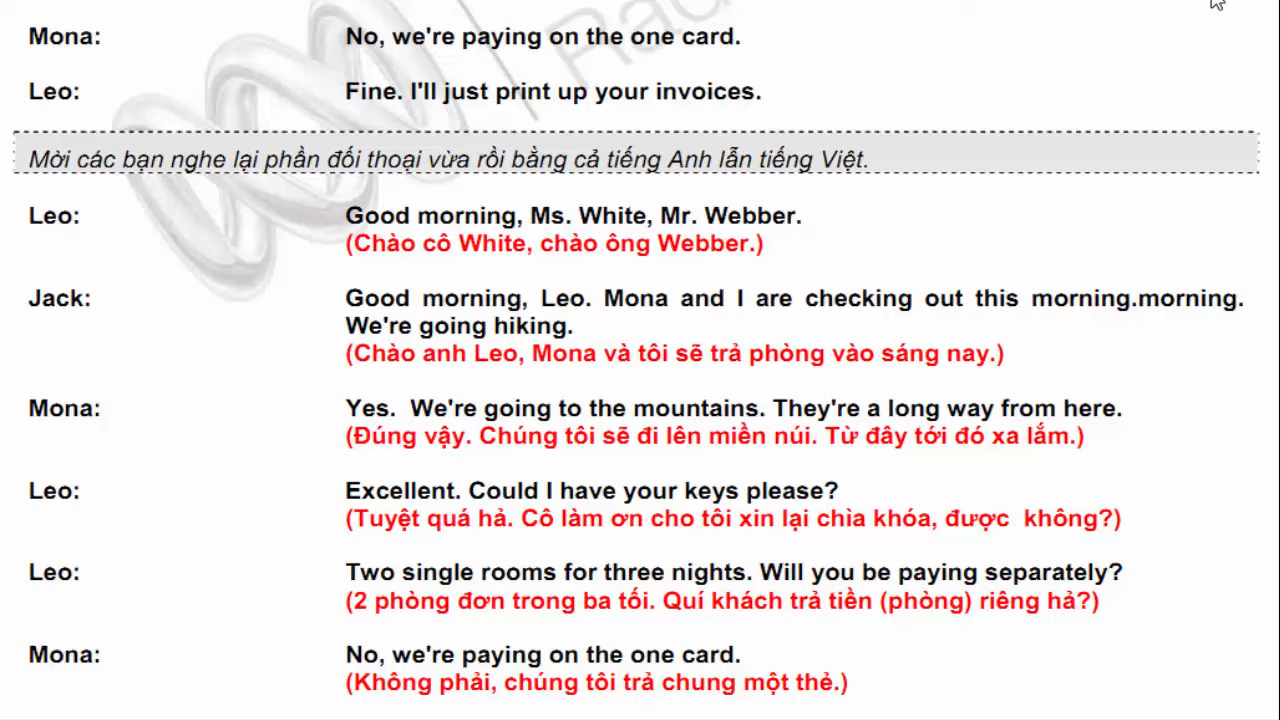 Mona: No, we're paying on the one card.
Leo: Fine. I'll just print up your invoices.
Mời các bạn nghe lại phần đối thoại vừa rồi bằng cả tiếng Anh lẫn tiếng Việt.
Leo: Good morning, Ms. White, Mr. Webber.
(Chào cô White, chào ông Webber.)
Jack: Good morning, Leo. Mona and I are checking out this morning.morning.
We're going hiking.
(Chào anh Leo, Mona và tôi sẽ trả phòng vào sáng nay.)
Mona: Yes.  We're going to the mountains. They're a long way from here.
(Đúng vậy. Chúng tôi sẽ đi lên miền núi. Từ đây tới đó xa lắm.)
Leo: Excellent. Could I have your keys please?
(Tuyệt quá hả. Cô làm ơn cho tôi xin lại chìa khóa, được  không?)
Leo: Two single rooms for three nights. Will you be paying separately?
(2 phòng đơn trong ba tối. Quí khách trả tiền (phòng) riêng hả?)
Mona: No, we're paying on the one card.
(Không phải, chúng tôi trả chung một thẻ.)